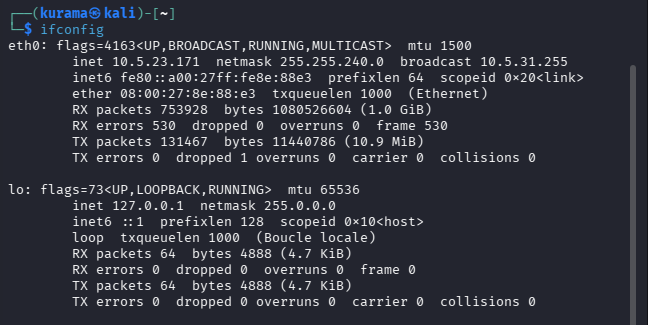 ┌──(kurama㉿kali)-[~]
└─$ ifconfig
eth0: flags=4163<UP,BROADCAST,RUNNING,MULTICAST>  mtu 1500
        inet 10.5.23.171  netmask 255.255.240.0  broadcast 10.5.31.255
        inet6 fe80::a00:27ff:fe8e:88e3  prefixlen 64  scopeid 0×20<link>
        ether 08:00:27:8e:88:e3  txqueuelen 1000  (Ethernet)
        RX packets 753928  bytes 1080526604 (1.0 GiB)
        RX errors 530  dropped 0  overruns 0  frame 530
        TX packets 131467  bytes 11440786 (10.9 MiB)
        TX errors 0  dropped 1 overruns 0  carrier 0  collisions 0

lo: flags=73<UP,LOOPBACK,RUNNING>  mtu 65536
        inet 127.0.0.1  netmask 255.0.0.0
        inet6 ::1  prefixlen 128  scopeid 0×10<host>
        loop  txqueuelen 1000  (Boucle locale)
        RX packets 64  bytes 4888 (4.7 KiB)
        RX errors 0  dropped 0  overruns 0  frame 0
        TX packets 64  bytes 4888 (4.7 KiB)
        TX errors 0  dropped 0 overruns 0  carrier 0  collisions 0